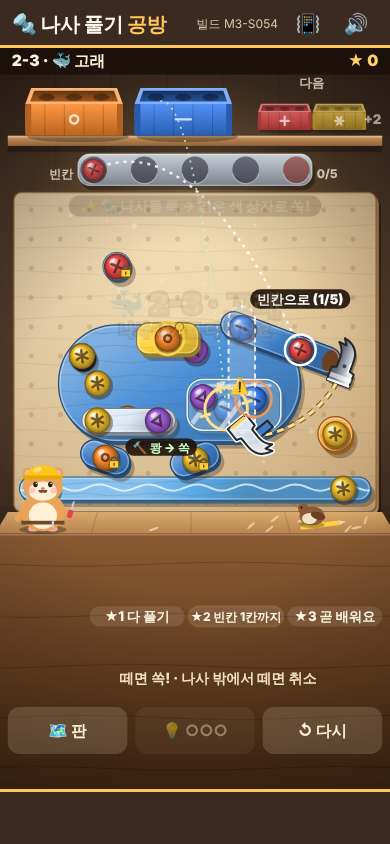 🔩 나사 풀기 공방
빌드 M3-S054
2-3 · 🐳 고래
★ 0
다음
+2
빈칸
0/5
빈칸으로 (1/5)
🔨 쾅 → 쏙
★1 다 풀기
★2 빈칸 1칸까지
★3 곧 배워요
떼면 쏙! · 나사 밖에서 떼면 취소
🗺️ 판
💡 ○○○
다시